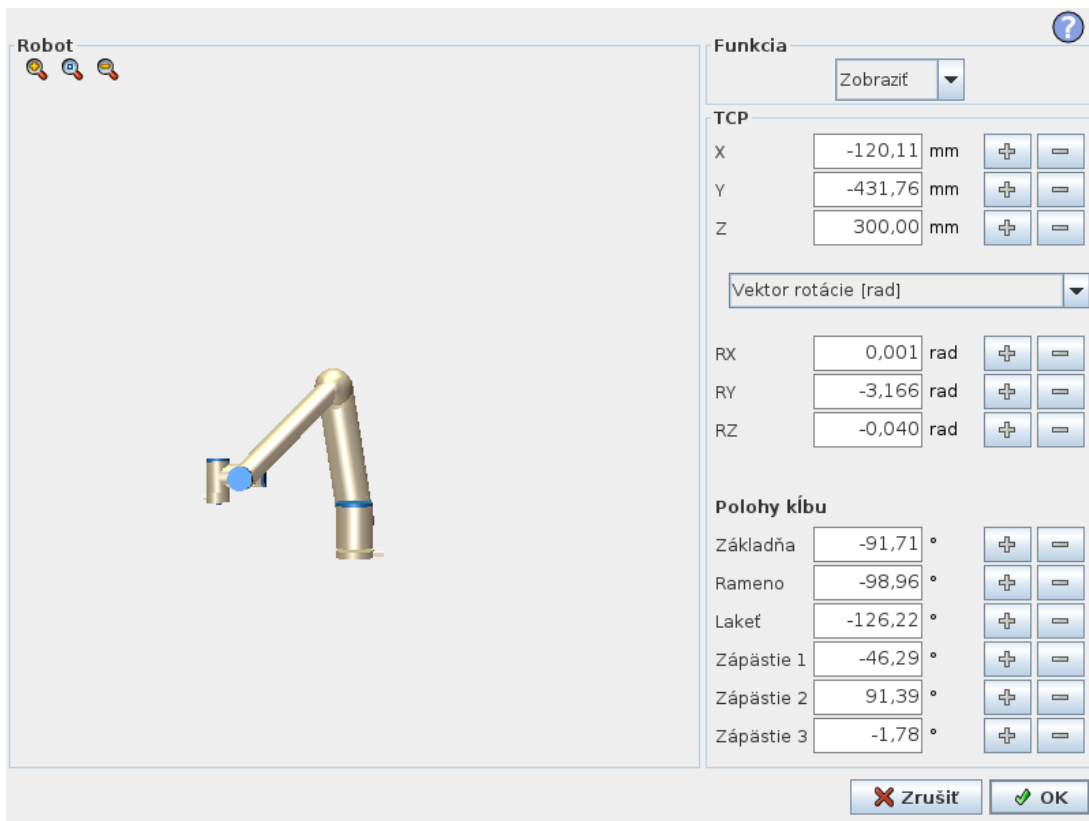 Robot
?
Funkcia
Zobraziť
TCP
X -120,11 mm
Y -431,76 mm
Z 300,00 mm
Vektor rotácie [rad]
RX 0,001 rad
RY -3,166 rad
RZ -0,040 rad
Polohy kĺbu
Základňa -91,71 °
Rameno -98,96 °
Lakeť -126,22 °
Zápästie 1 -46,29 °
Zápästie 2 91,39 °
Zápästie 3 -1,78 °
Zrušiť OK